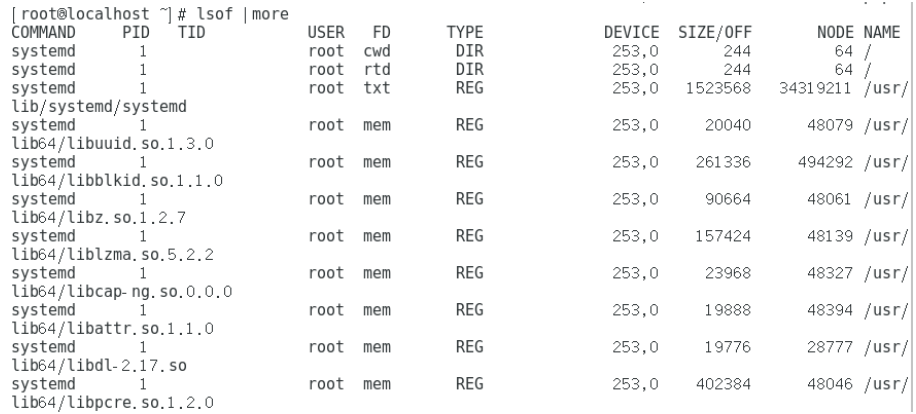 [root@localhost ~]# lsof |more
COMMAND     PID   TID       USER   FD      TYPE             DEVICE  SIZE/OFF       NODE NAME
systemd       1             root  cwd       DIR              253,0       244         64 /
systemd       1             root  rtd       DIR              253,0       244         64 /
systemd       1             root  txt       REG              253,0   1523568   34319211 /usr/
lib/systemd/systemd
systemd       1             root  mem       REG              253,0     20040      48079 /usr/
lib64/libuuid.so.1.3.0
systemd       1             root  mem       REG              253,0    261336     494292 /usr/
lib64/libblkid.so.1.1.0
systemd       1             root  mem       REG              253,0     90664      48061 /usr/
lib64/libz.so.1.2.7
systemd       1             root  mem       REG              253,0    157424      48139 /usr/
lib64/liblzma.so.5.2.2
systemd       1             root  mem       REG              253,0     23968      48327 /usr/
lib64/libcap-ng.so.0.0.0
systemd       1             root  mem       REG              253,0     19888      48394 /usr/
lib64/libattr.so.1.1.0
systemd       1             root  mem       REG              253,0     19776      28777 /usr/
lib64/libdl-2.17.so
systemd       1             root  mem       REG              253,0    402384      48046 /usr/
lib64/libpcre.so.1.2.0